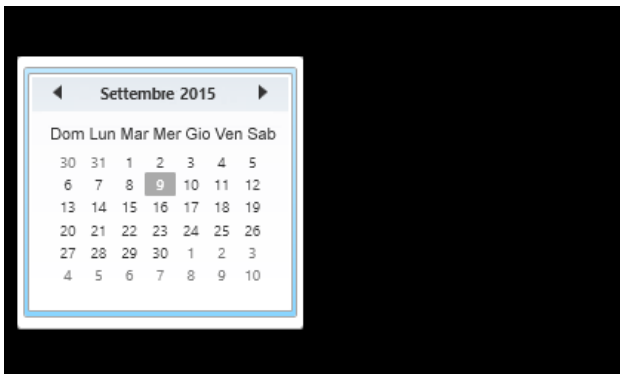 Settembre 2015
Dom Lun Mar Mer Gio Ven Sab
30 31 1 2 3 4 5
6 7 8 9 10 11 12
13 14 15 16 17 18 19
20 21 22 23 24 25 26
27 28 29 30 1 2 3
4 5 6 7 8 9 10